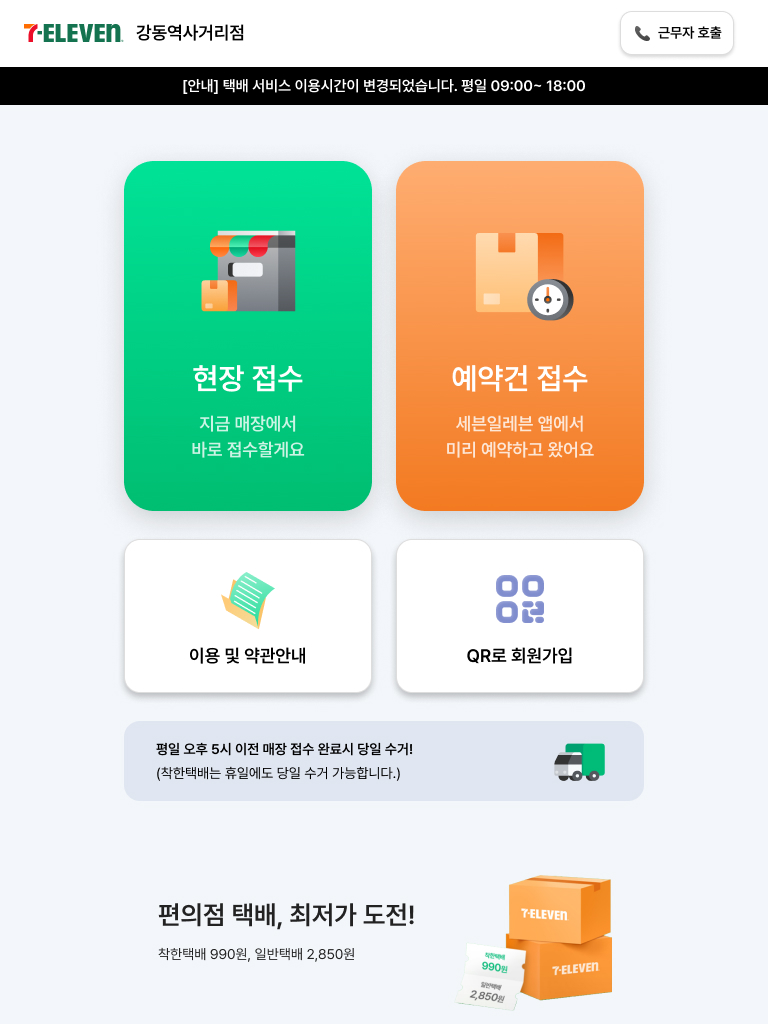 7-ELEVEN. 강동역사거리점
근무자 호출
[안내] 택배 서비스 이용시간이 변경되었습니다. 평일 09:00~ 18:00
현장 접수
지금 매장에서
바로 접수할게요
예약건 접수
세븐일레븐 앱에서
미리 예약하고 왔어요
이용 및 약관안내
QR로 회원가입
평일 오후 5시 이전 매장 접수 완료시 당일 수거!
(착한택배는 휴일에도 당일 수거 가능합니다.)
편의점 택배, 최저가 도전!
착한택배 990원, 일반택배 2,850원
7-ELEVEN
7-ELEVEN
착한택배
990원
일반택배
2,850원